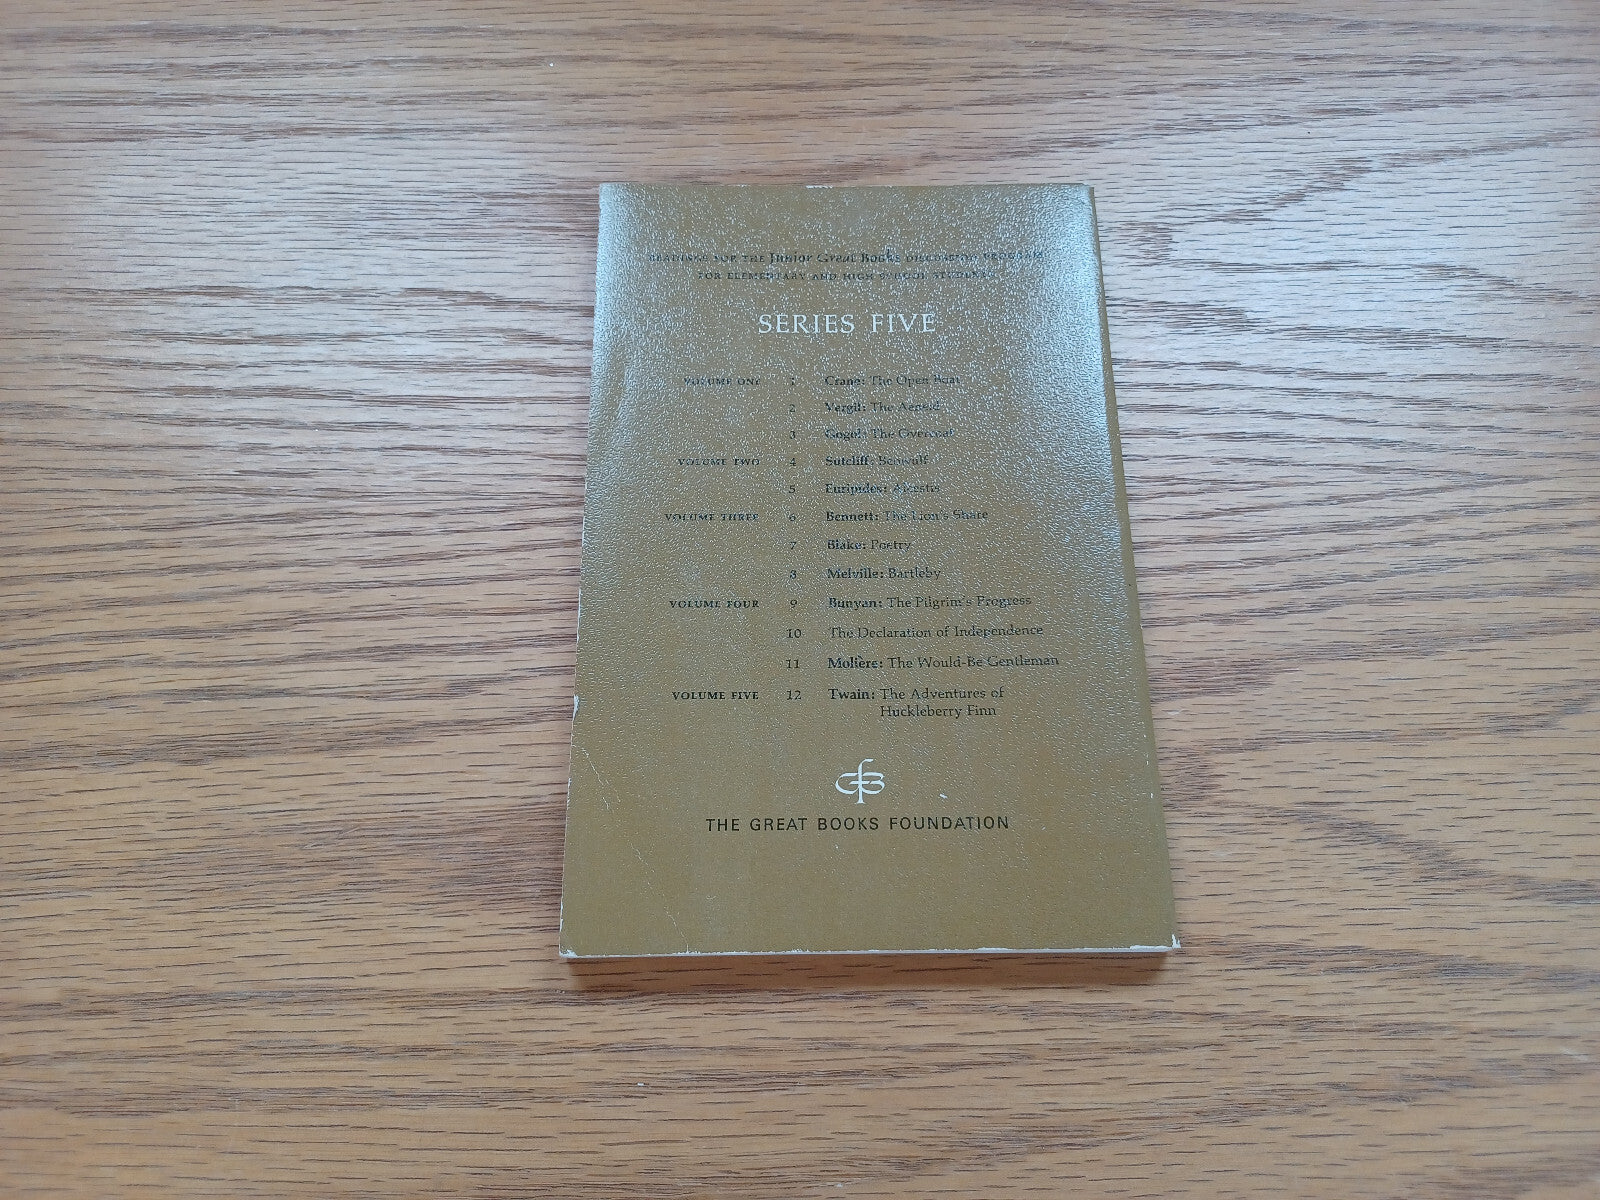 READINGS FOR THE Junior Great Books DISCUSSION PROGRAM
FOR ELEMENTARY AND HIGH SCHOOL STUDENTS
SERIES FIVE
VOLUME ONE 1 Crane: The Open Boat
2 Vergil: The Aeneid
3 Gogol: The Overcoat
VOLUME TWO 4 Sutcliff: Beowulf
5 Euripides: Alcestis
VOLUME THREE 6 Bennett: The Lion's Share
7 Blake: Poetry
8 Melville: Bartleby
VOLUME FOUR 9 Bunyan: The Pilgrim's Progress
10 The Declaration of Independence
11 Molière: The Would-Be Gentleman
VOLUME FIVE 12 Twain: The Adventures of
Huckleberry Finn
GfB
THE GREAT BOOKS FOUNDATION